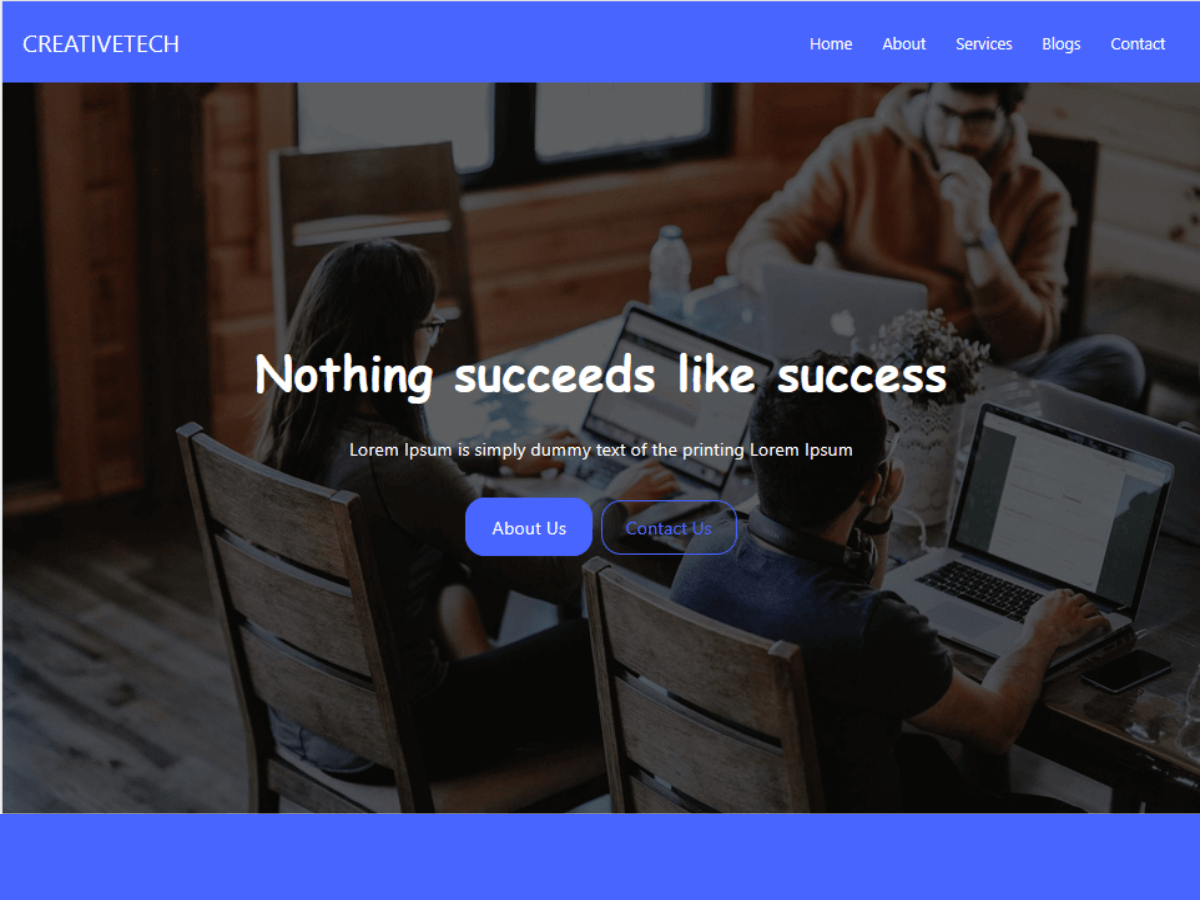 CREATIVETECH
Home About Services Blogs Contact
Nothing succeeds like success
Lorem Ipsum is simply dummy text of the printing Lorem Ipsum
About Us Contact Us